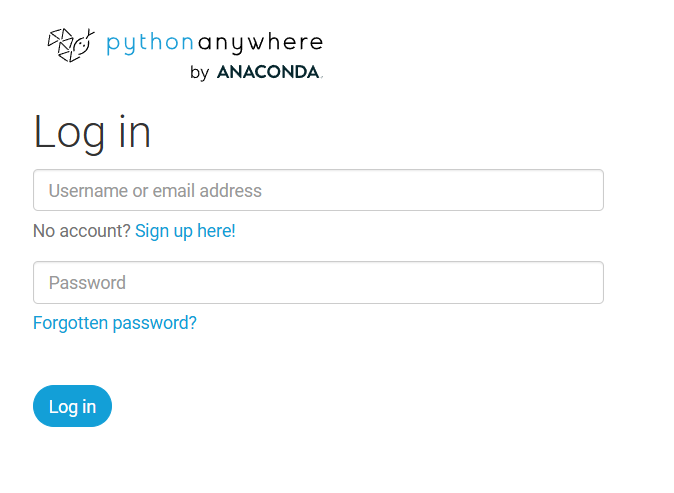 pythonanywhere
by ANACONDA.
Log in
Username or email address
No account? Sign up here!
Password
Forgotten password?
Log in